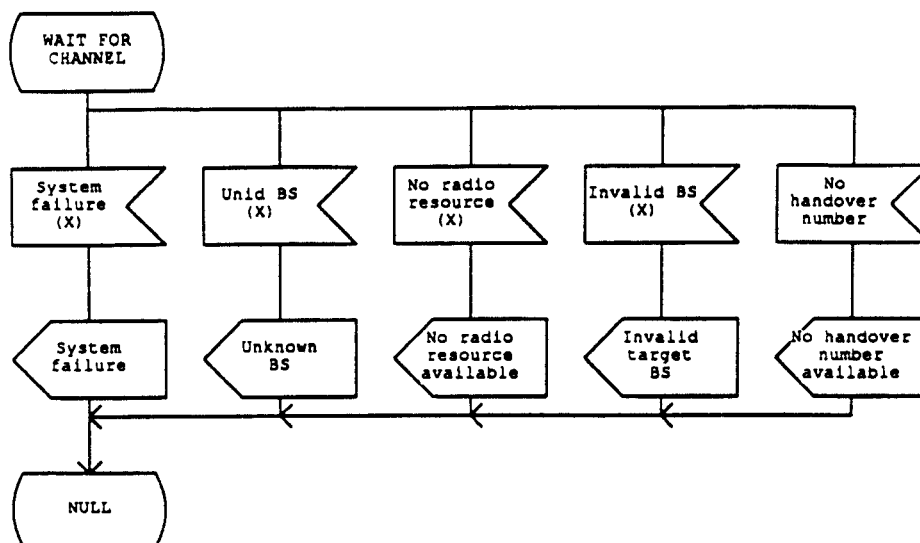 WAIT FOR
CHANNEL
System
failure
(X)
Unid BS
(X)
No radio
resource
(X)
Invalid BS
(X)
No
handover
number
System
failure
Unknown
BS
No radio
resource
available
Invalid
target
BS
No handover
number
available
NULL